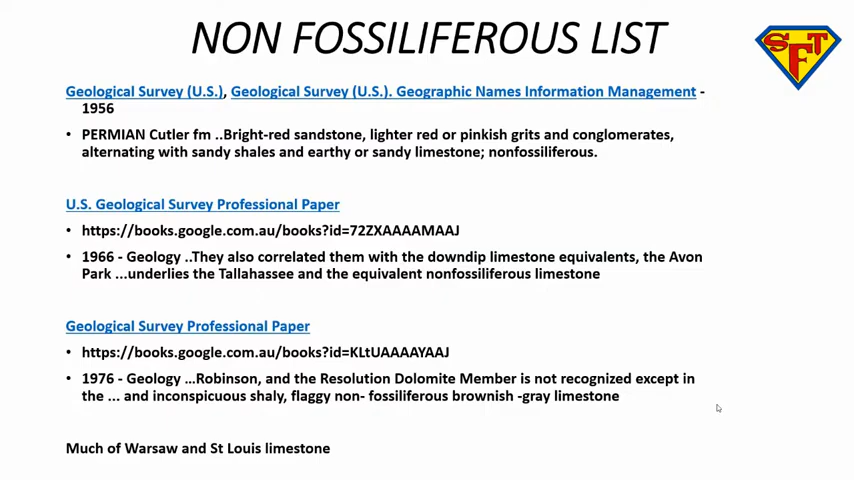 NON FOSSILIFEROUS LIST
SFT
Geological Survey (U.S.), Geological Survey (U.S.). Geographic Names Information Management -
1956
• PERMIAN Cutler fm ..Bright-red sandstone, lighter red or pinkish grits and conglomerates,
alternating with sandy shales and earthy or sandy limestone; nonfossiliferous.
U.S. Geological Survey Professional Paper
• https://books.google.com.au/books?id=72ZXAAAAMAAJ
• 1966 - Geology ..They also correlated them with the downdip limestone equivalents, the Avon
Park ...underlies the Tallahassee and the equivalent nonfossiliferous limestone
Geological Survey Professional Paper
• https://books.google.com.au/books?id=KLtUAAAAYAAJ
• 1976 - Geology ...Robinson, and the Resolution Dolomite Member is not recognized except in
the ... and inconspicuous shaly, flaggy non- fossiliferous brownish -gray limestone
Much of Warsaw and St Louis limestone